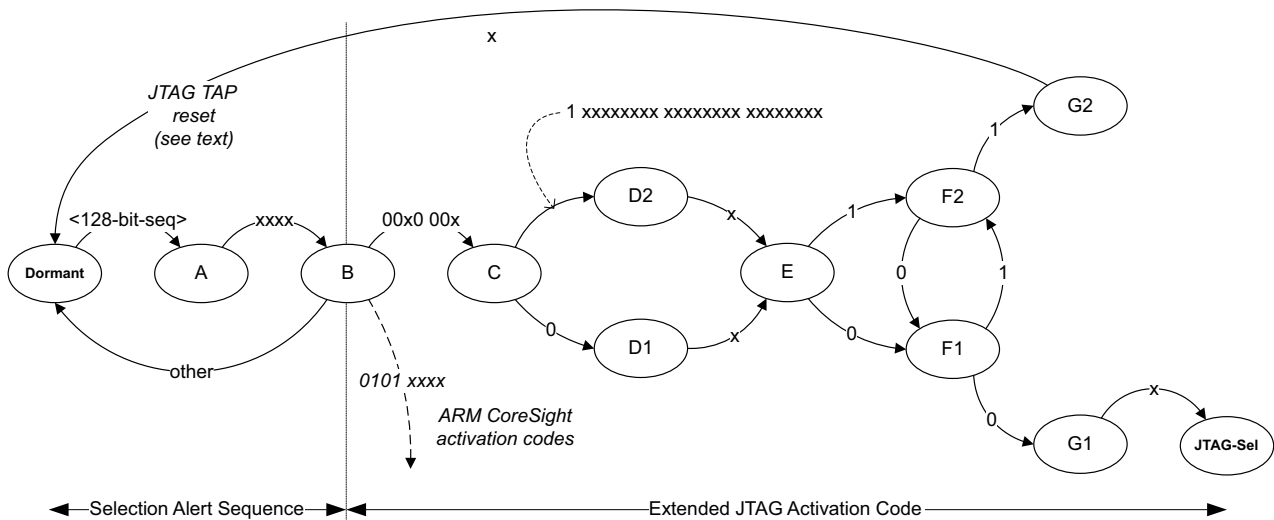 x
JTAG TAP
reset
(see text)
G2
1 xxxxxxxx xxxxxxxx xxxxxxxx
1
D2
F2
<128-bit-seq>
xxxx
00x0 00x
x
1
Dormant
A
B
C
E
0
1
0
x
0
D1
F1
other
0101 xxxx
ARM CoreSight
activation codes
0
x
G1
JTAG-Sel
Selection Alert Sequence
Extended JTAG Activation Code